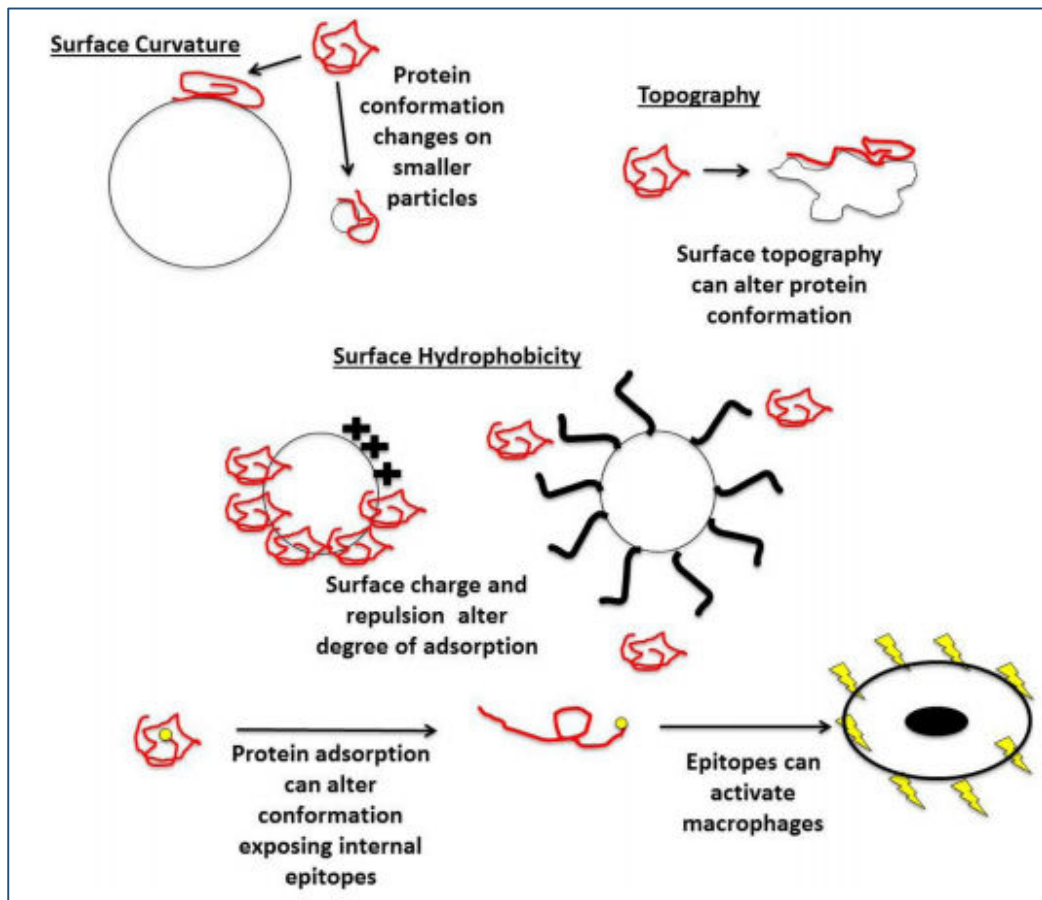 Surface Curvature
Protein
conformation
changes on
smaller
particles
Topography
Surface topography
can alter protein
conformation
Surface Hydrophobicity
Surface charge and
repulsion alter
degree of adsorption
Protein adsorption
can alter
conformation
exposing internal
epitopes
Epitopes can
activate
macrophages